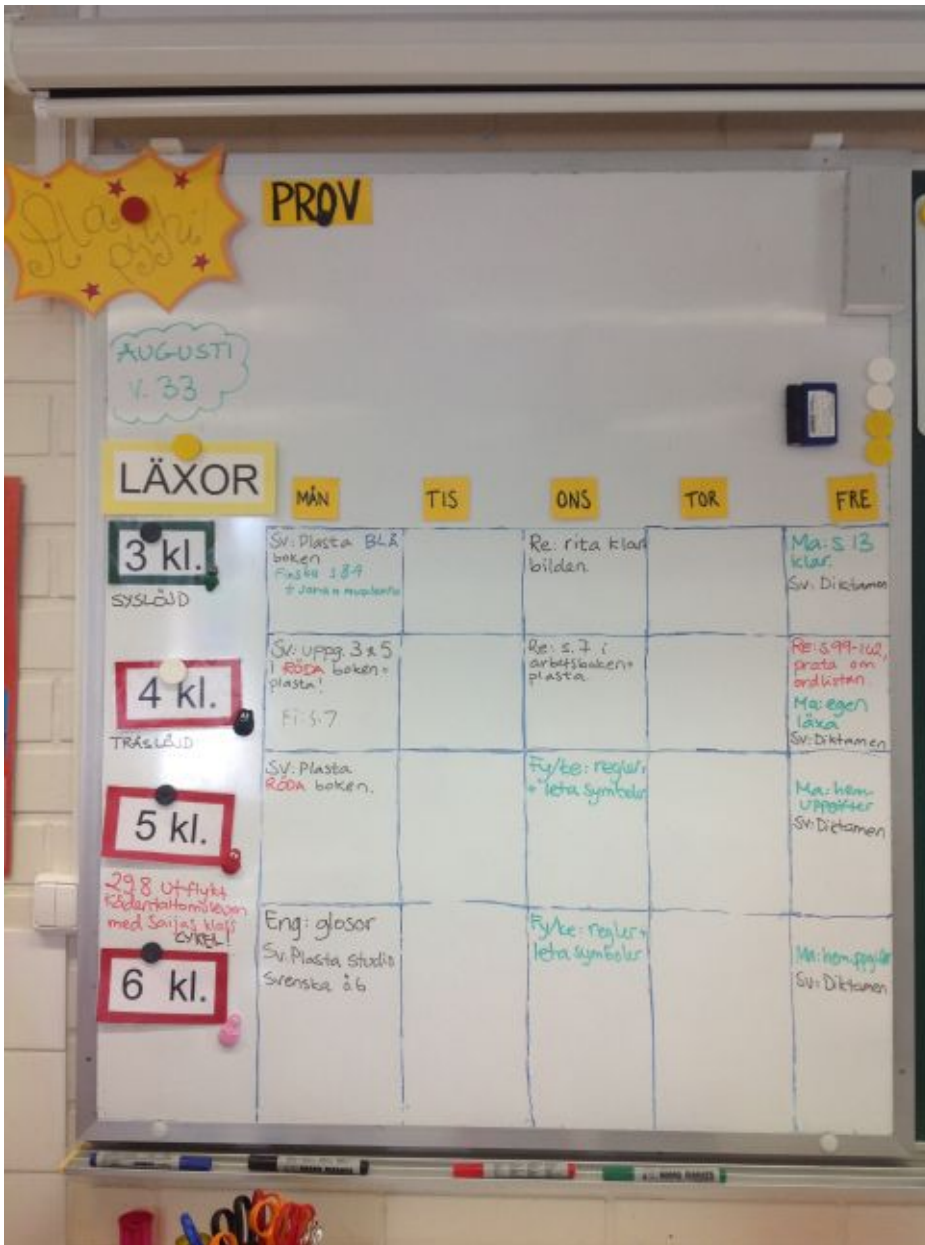 PROV
AUGUSTI
V. 33
LÄXOR
MÅN
TIS
ONS
TOR
FRE
3 kl.
SYSLÖJD
Sv: Plasta BLÅ
boken
Finska s 84
Re: rita klar
bilden
Ma: s 13
klar.
Sv: Diktamen
4 kl.
TRÄSLÖJD
Sv: uppg. 3 & 5
i RÖDA boken +
plasta!
Fi: s. 7
Re: s. 7 i
arbetsboken +
plasta
Re: s. 99-102,
prata om
ordlistan.
Ma: egen
läxa
Sv: Diktamen
5 kl.
Sv: Plasta
RÖDA boken.
Fy/ke: regler
+ leta symboler
Ma: hem-
uppgifter
Sv: Diktamen
29.8 utflykt
med Saijas klass
CYKEL!
6 kl.
Eng: glosor
Sv: Plasta studio
Svenska åk 6
Fy/ke: regler +
leta symboler
Ma: hemuppgifter
Sv: Diktamen